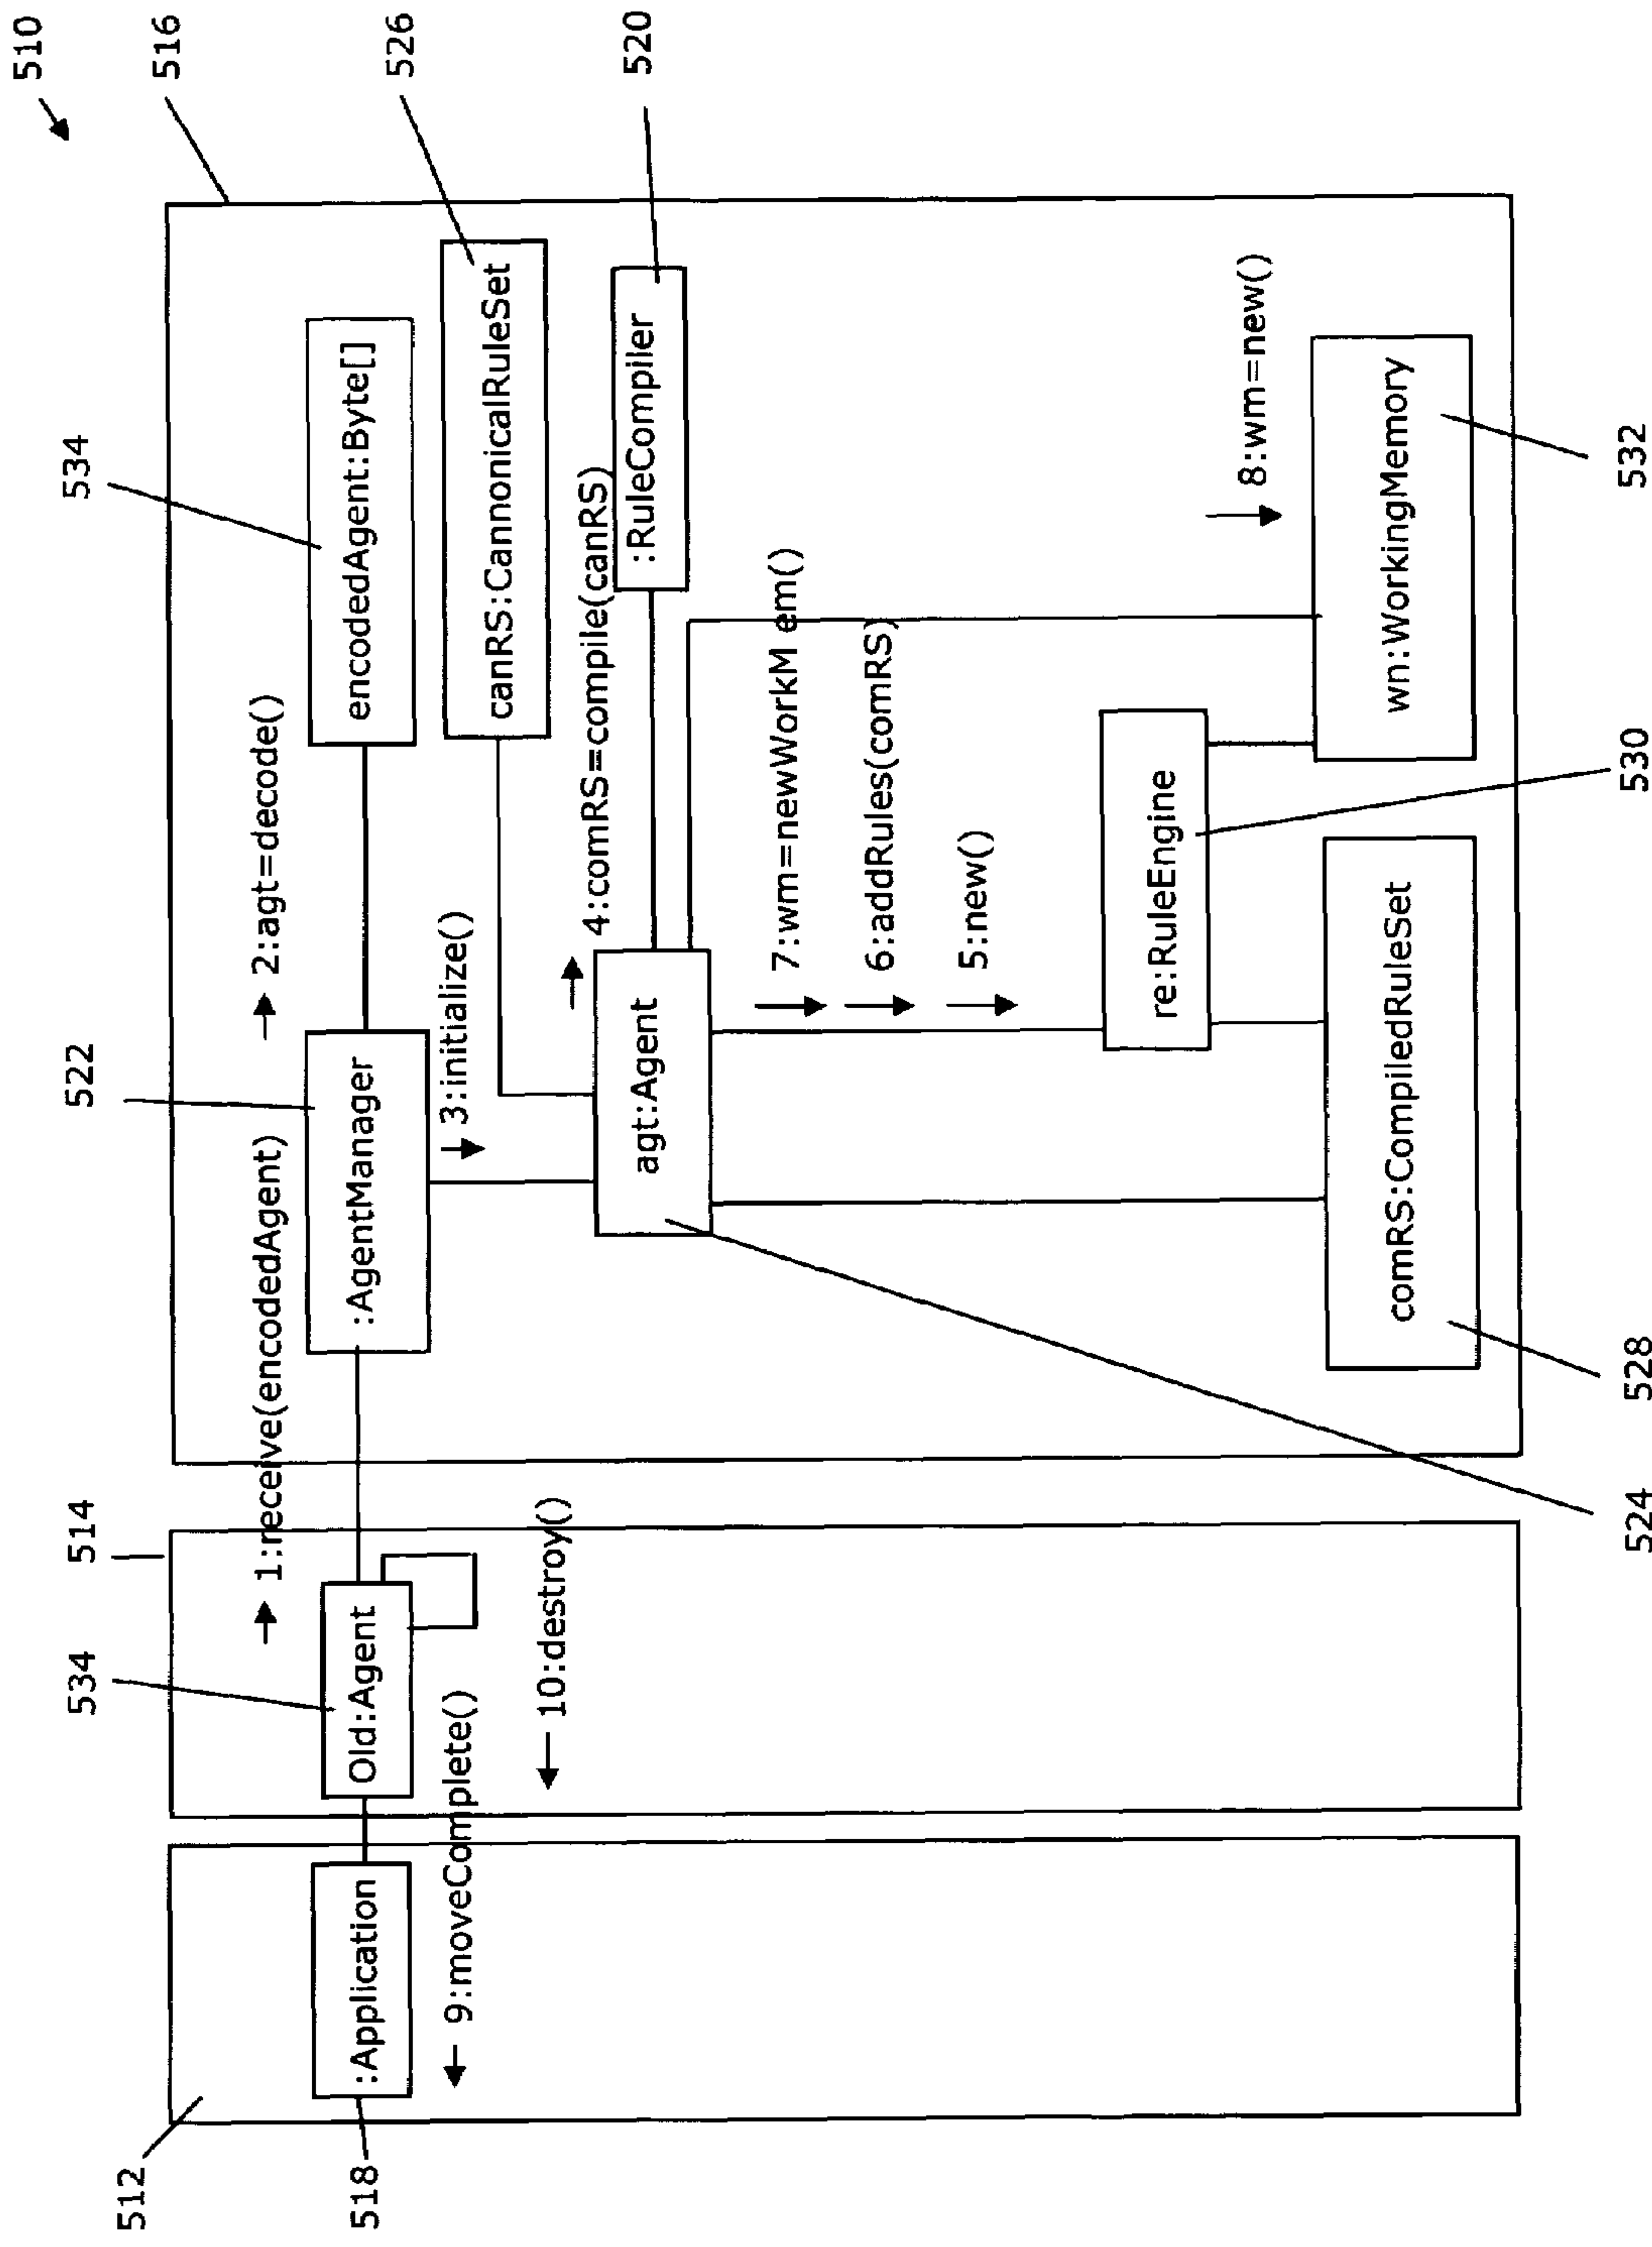 510
516
526
520
534
encodedAgent:Byte[]
canRS:CannonicalRuleSet
:RuleCompiler
2:agt=decode()
522
:AgentManager
3:initialize()
4:comRS=compile(canRS)
agt:Agent
7:wm=newWorkM em()
6:addRules(comRS)
5:new()
8:wm=new()
re:RuleEngine
wn:WorkingMemory
532
530
comRS:CompiledRuleSet
528
524
1:receive(encodedAgent)
514
534
Old:Agent
10:destroy()
9:moveComplete()
:Application
512
518